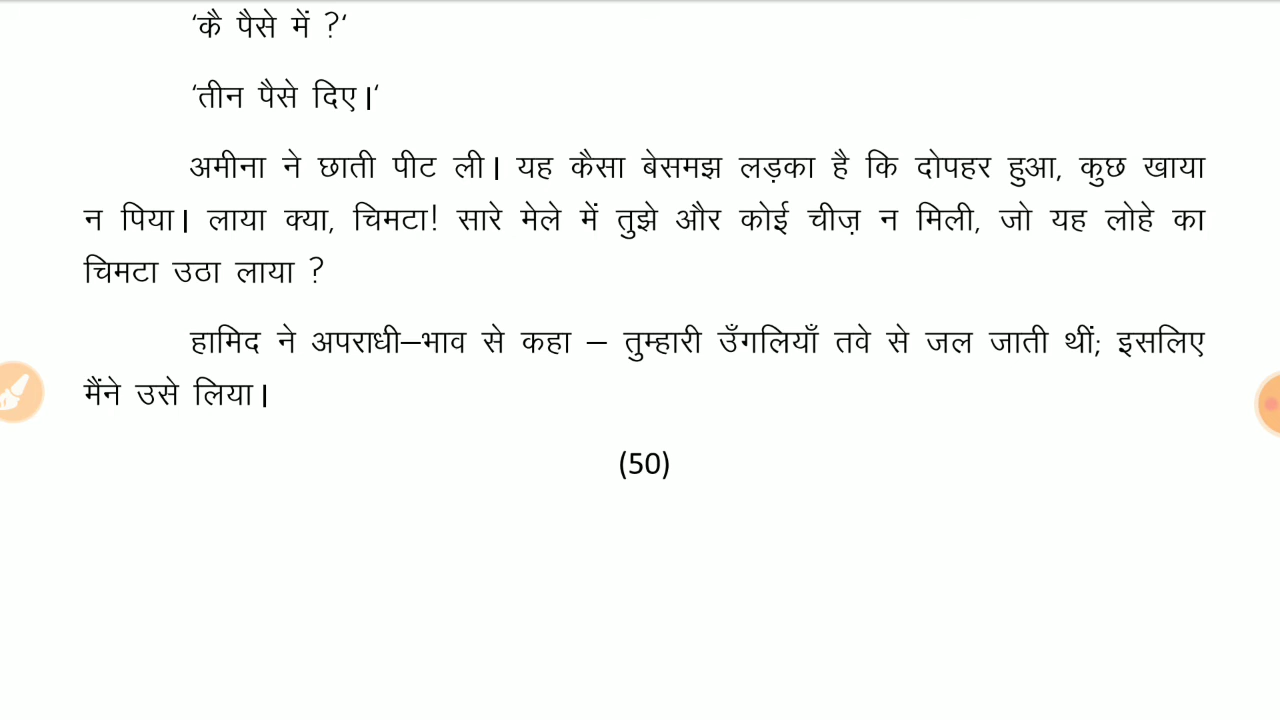 ‘कै पैसे में ?‘
‘तीन पैसे दिए।‘
अमीना ने छाती पीट ली। यह कैसा बेसमझ लड़का है कि दोपहर हुआ, कुछ खाया
न पिया। लाया क्या, चिमटा! सारे मेले में तुझे और कोई चीज़ न मिली, जो यह लोहे का
चिमटा उठा लाया ?
हामिद ने अपराधी–भाव से कहा – तुम्हारी उँगलियाँ तवे से जल जाती थीं; इसलिए
मैंने उसे लिया।
(50)